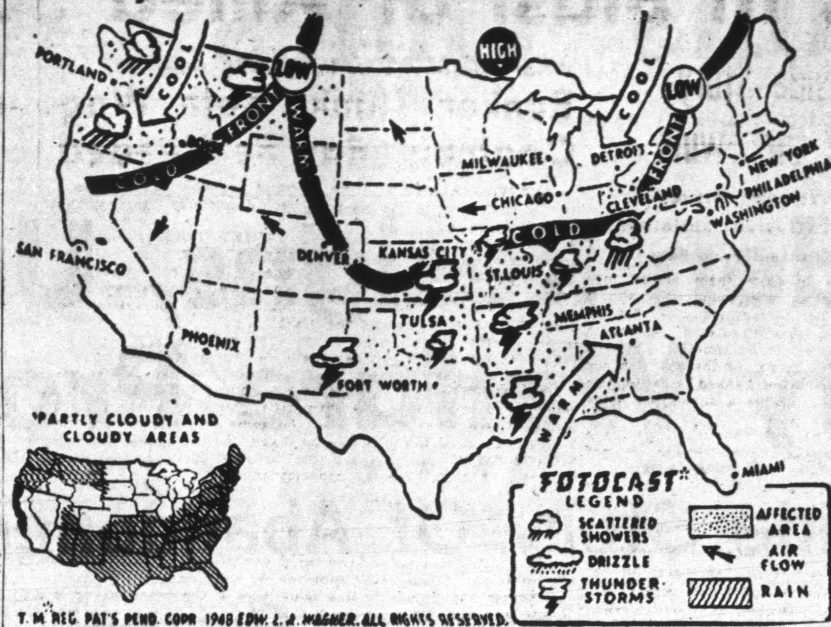 HIGH
PORTLAND
COOL
LOW
COOL
LOW
COLD FRONT
WARM
MILWAUKEE
DETROIT
FRONT
NEW YORK
PHILADELPHIA
CHICAGO
CLEVELAND
WASHINGTON
COLD
SAN FRANCISCO
DENVER
KANSAS CITY
ST. LOUIS
TULSA
MEMPHIS
ATLANTA
PHOENIX
FORT WORTH
WARM
MIAMI
"PARTLY CLOUDY AND
CLOUDY AREAS
FOTOCAST*
LEGEND
SCATTERED
SHOWERS
AFFECTED
AREA
DRIZZLE
AIR
FLOW
THUNDER
STORMS
RAIN
T. M. REG. PAT'S PEND. COPR 1948 EDW. L. A. WAGNER. ALL RIGHTS RESERVED.